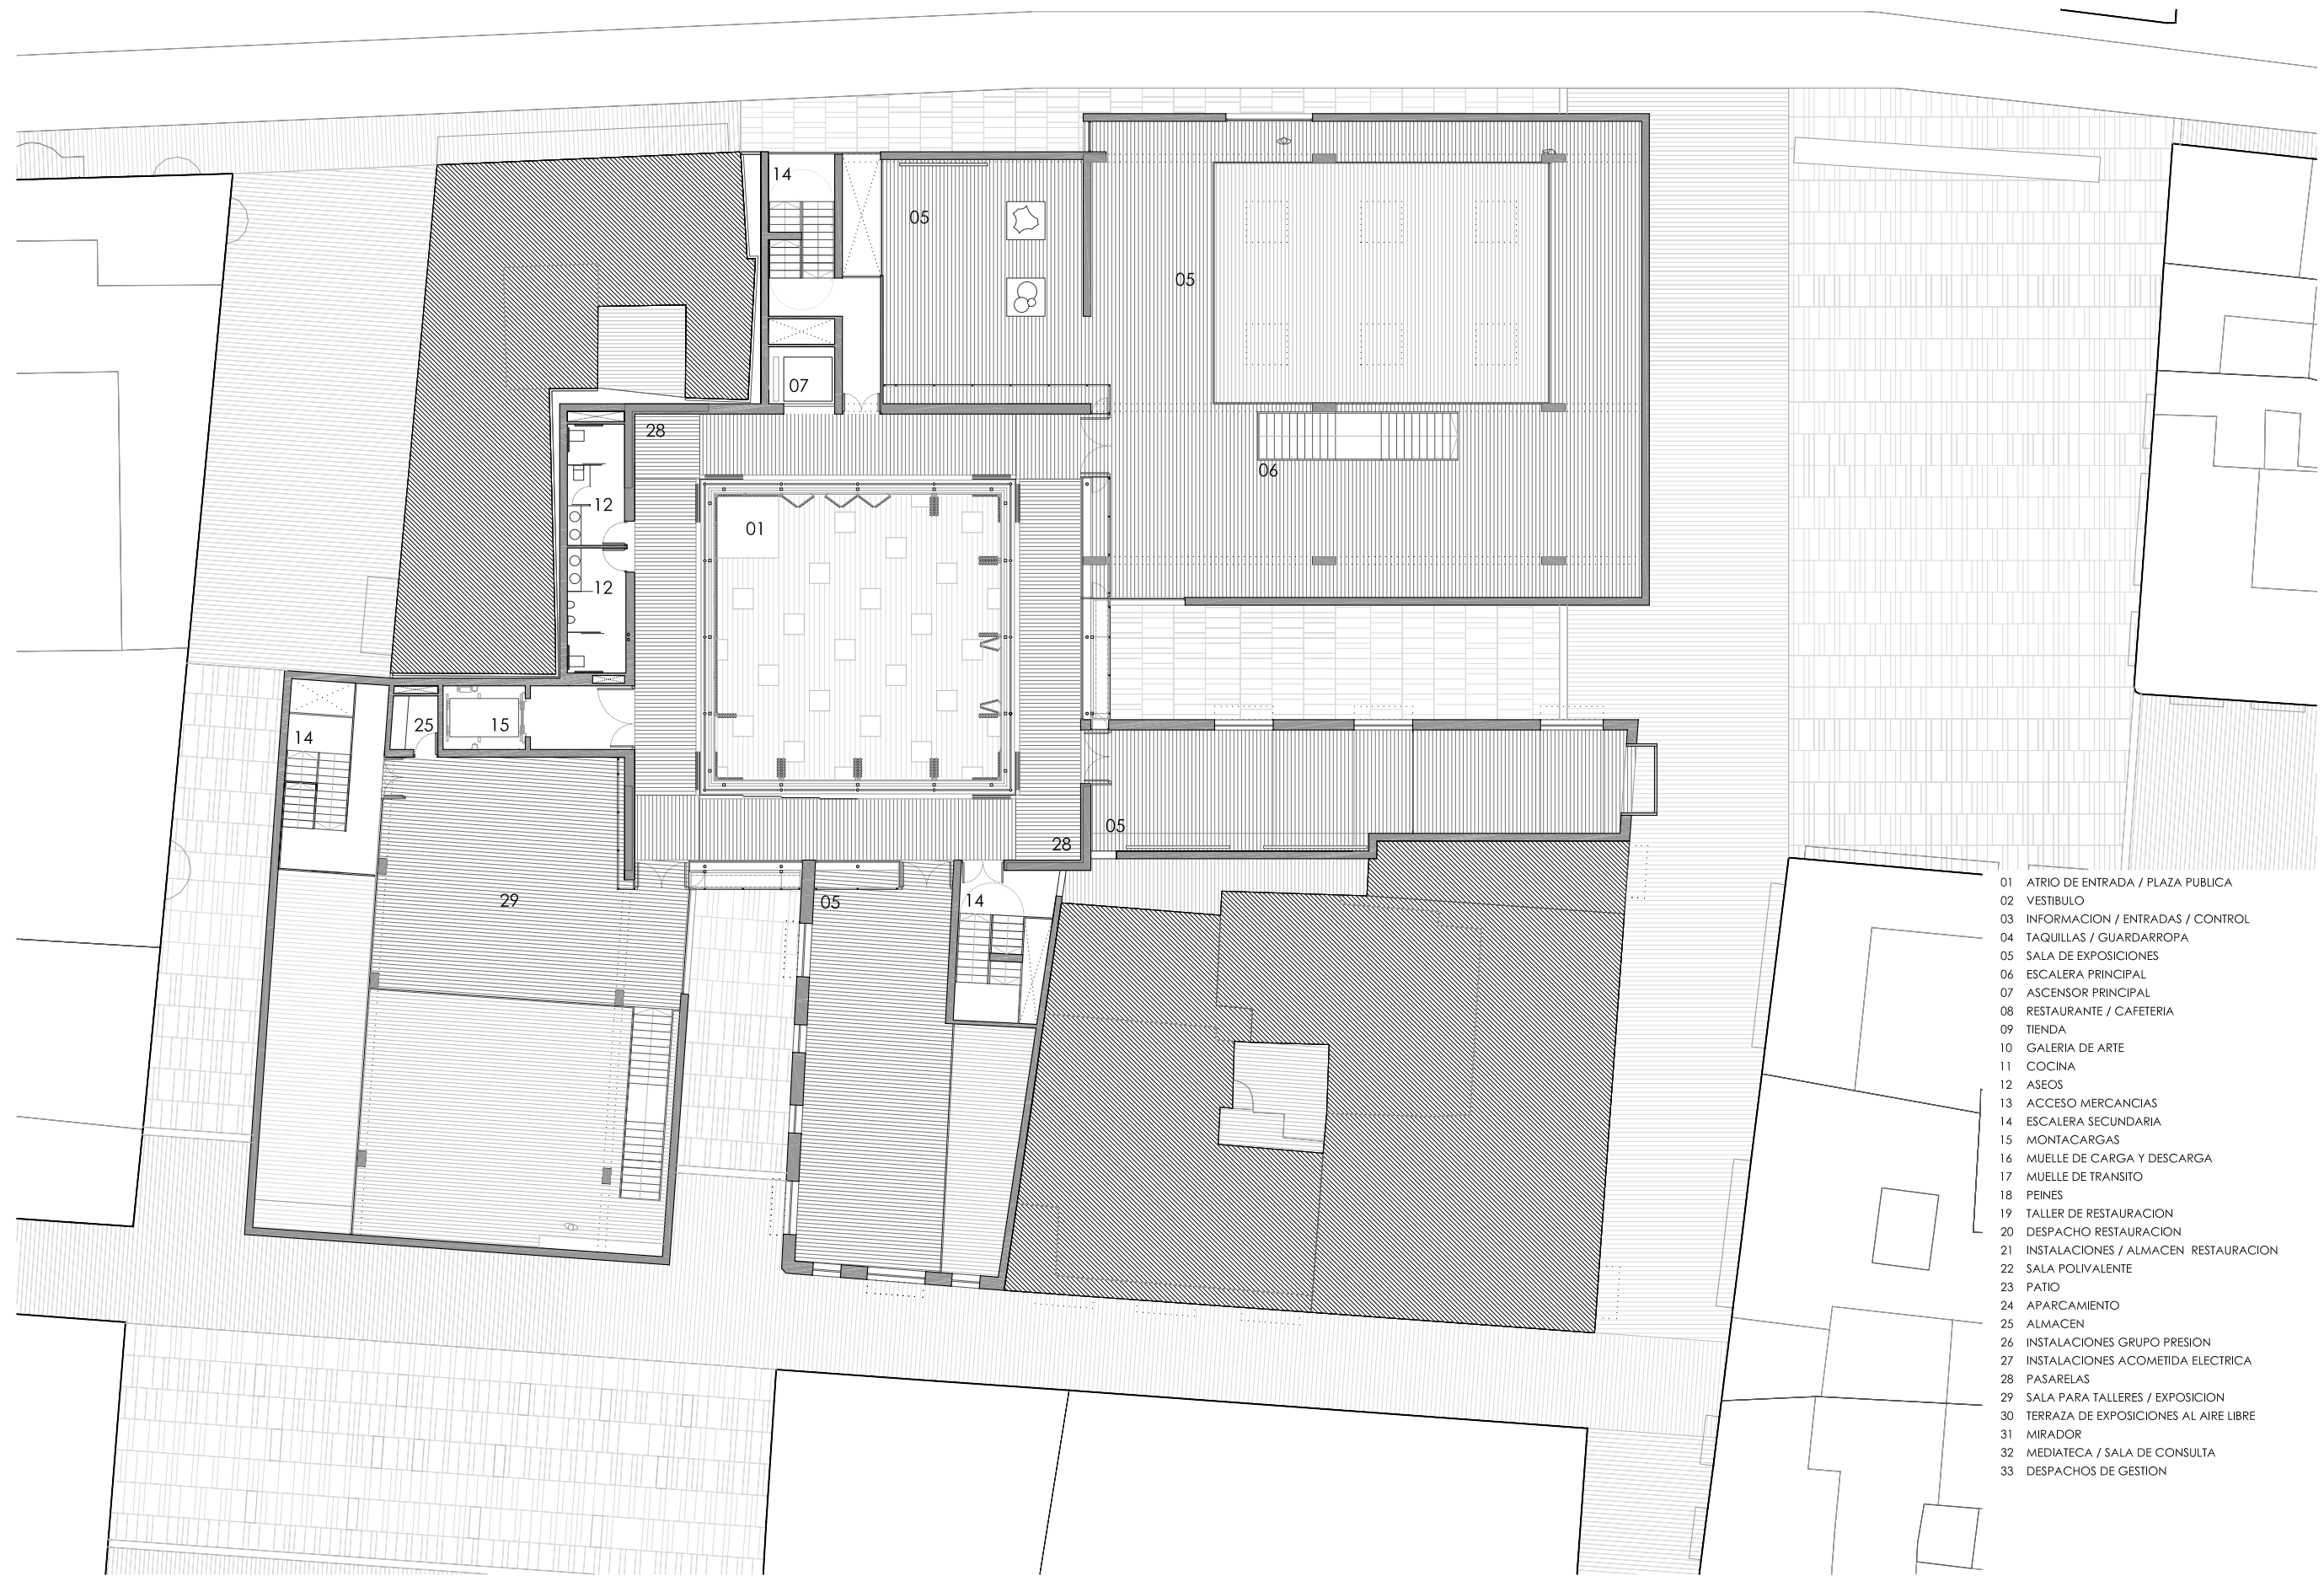 14
05
05
07
28
06
12
01
12
25
15
14
05
28
29
05
14
01 ATRIO DE ENTRADA / PLAZA PUBLICA
02 VESTIBULO
03 INFORMACION / ENTRADAS / CONTROL
04 TAQUILLAS / GUARDARROPA
05 SALA DE EXPOSICIONES
06 ESCALERA PRINCIPAL
07 ASCENSOR PRINCIPAL
08 RESTAURANTE / CAFETERIA
09 TIENDA
10 GALERIA DE ARTE
11 COCINA
12 ASEOS
13 ACCESO MERCANCIAS
14 ESCALERA SECUNDARIA
15 MONTACARGAS
16 MUELLE DE CARGA Y DESCARGA
17 MUELLE DE TRANSITO
18 PEINES
19 TALLER DE RESTAURACION
20 DESPACHO RESTAURACION
21 INSTALACIONES / ALMACEN RESTAURACION
22 SALA POLIVALENTE
23 PATIO
24 APARCAMIENTO
25 ALMACEN
26 INSTALACIONES GRUPO PRESION
27 INSTALACIONES ACOMETIDA ELECTRICA
28 PASARELAS
29 SALA PARA TALLERES / EXPOSICION
30 TERRAZA DE EXPOSICIONES AL AIRE LIBRE
31 MIRADOR
32 MEDIATECA / SALA DE CONSULTA
33 DESPACHOS DE GESTION